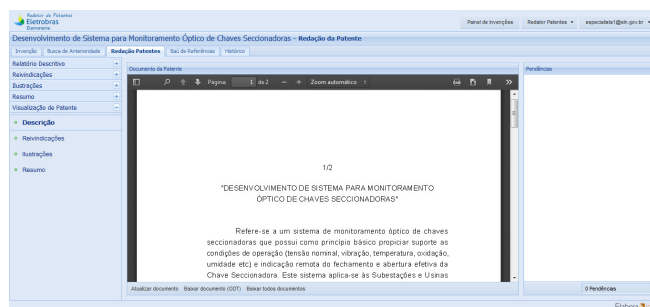 Redator de Patentes
Eletrobras
Eletronorte
Painel de Invenções
Redator Patentes
especialista1@eln.gov.br
Desenvolvimento de Sistema para Monitoramento Óptico de Chaves Seccionadoras - Redação da Patente
Invenção
Busca de Anterioridade
Redação Patentes
Baú de Referências
Histórico
Relatório Descritivo
Reivindicações
Ilustrações
Resumo
Visualização de Patente
Descrição
Reivindicações
Ilustrações
Resumo
Documento da Patente
Página: 1 de 2
Zoom automático
1/2
"DESENVOLVIMENTO DE SISTEMA PARA MONITORAMENTO
ÓPTICO DE CHAVES SECCIONADORAS"
Refere-se a um sistema de monitoramento óptico de chaves
seccionadoras que possui como princípio básico propiciar suporte as
condições de operação (tensão nominal, vibração, temperatura, oxidação,
umidade etc) e indicação remota do fechamento e abertura efetiva da
Chave Seccionadora. Este sistema aplica-se às Subestações e Usinas
Atualizar documento
Baixar documento (ODT)
Baixar todos documentos
Pendências
0 Pendências
Elabora